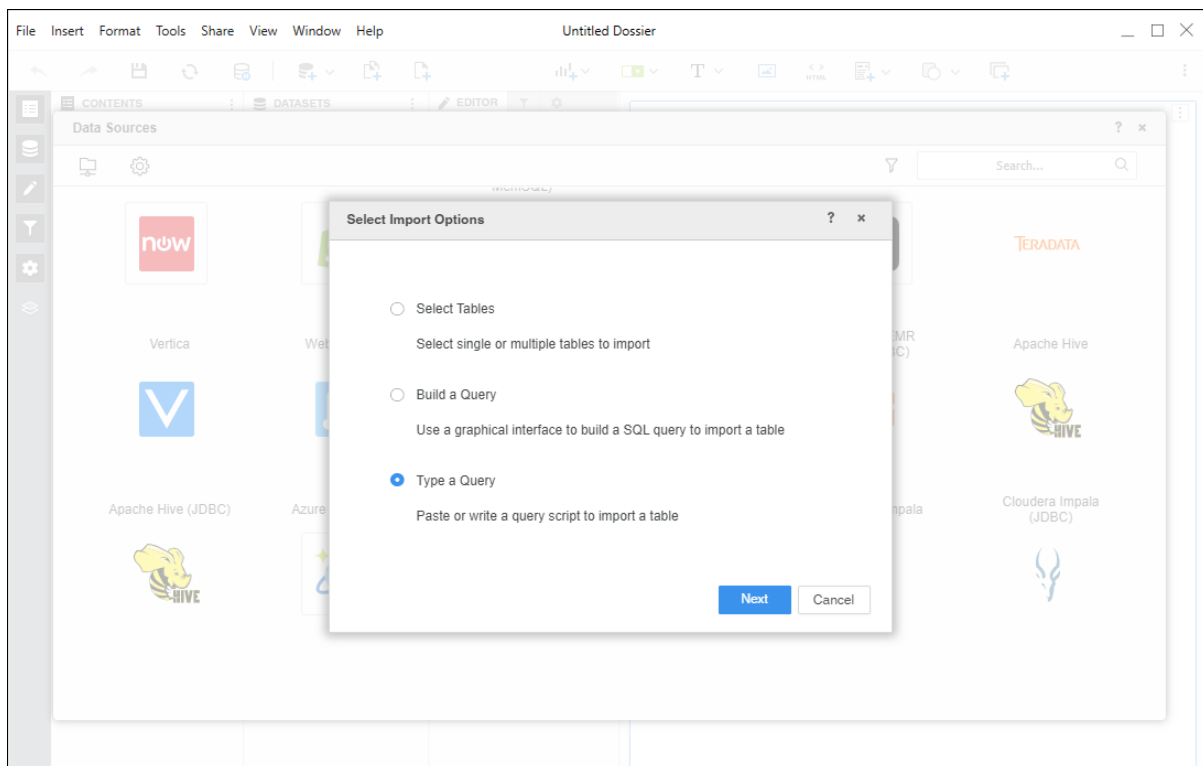 File Insert Format Tools Share View Window Help Untitled Dossier
HTML
CONTENTS DATASETS EDITOR
Data Sources ?
Search...
now TERADATA
Select Import Options ?
Select Tables
Vertica Apache Hive
Select single or multiple tables to import
Build a Query
V
Use a graphical interface to build a SQL query to import a table
HIVE
Type a Query
Apache Hive (JDBC) Azure Cloudera Impala
(JDBC)
Paste or write a query script to import a table
HIVE
Next Cancel